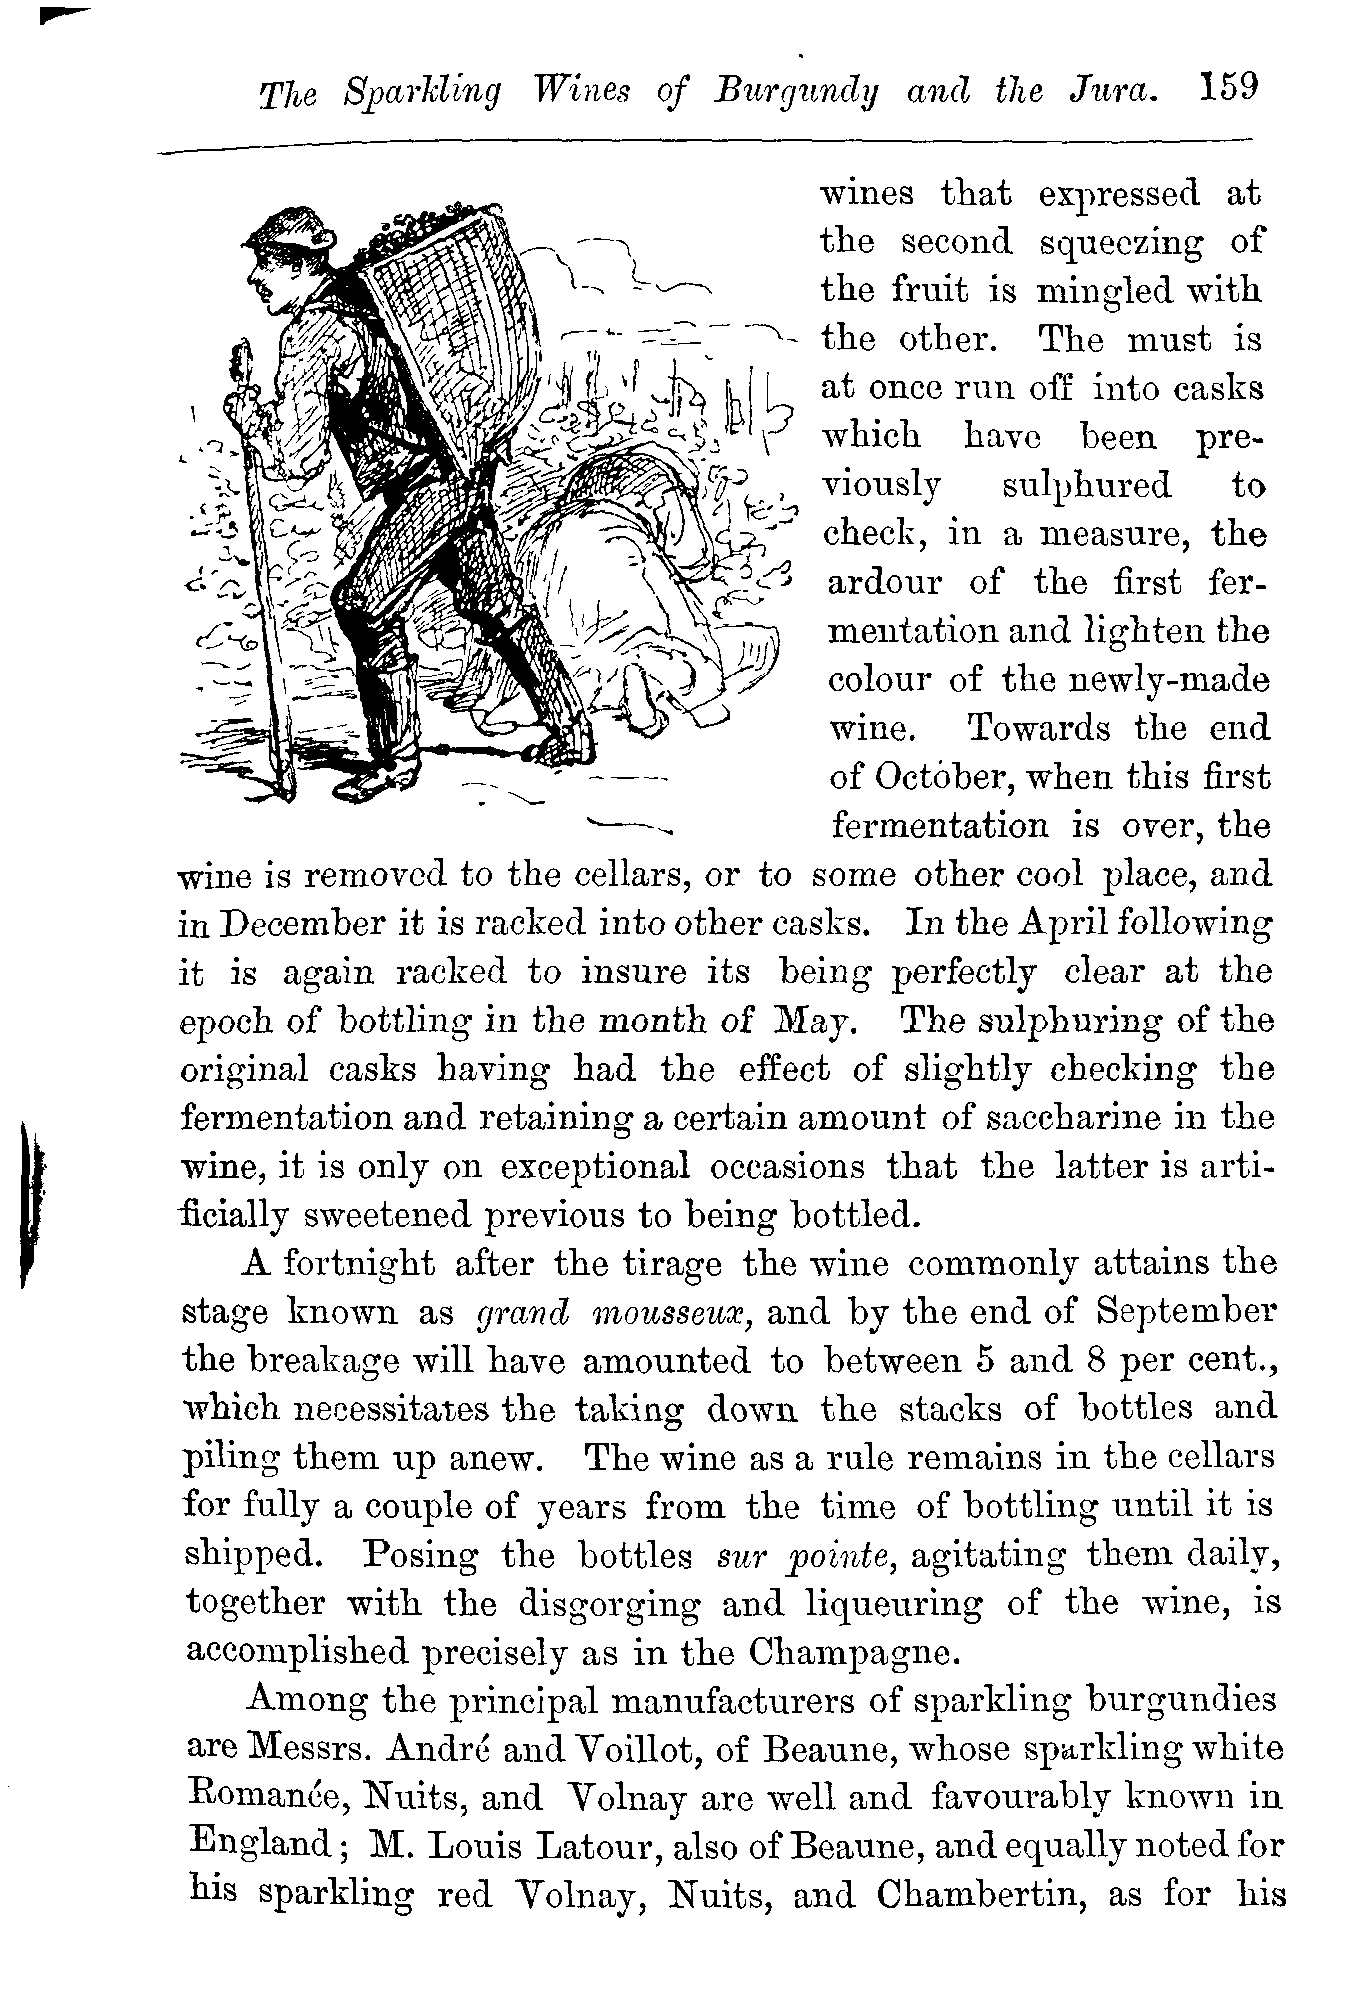 The Sparkling Wines of Burgundy and the Jura. 159
wines that expressed at
the second squeezing of
the fruit is mingled with
the other. The must is
at once run off into casks
which have been pre-
viously sulphured to
check, in a measure, the
ardour of the first fer-
mentation and lighten the
colour of the newly-made
wine. Towards the end
of October, when this first
fermentation is over, the
wine is removed to the cellars, or to some other cool place, and
in December it is racked into other casks. In the April following
it is again racked to insure its being perfectly clear at the
epoch of bottling in the month of May. The sulphuring of the
original casks having had the effect of slightly checking the
fermentation and retaining a certain amount of saccharine in the
wine, it is only on exceptional occasions that the latter is arti-
ficially sweetened previous to being bottled.
A fortnight after the tirage the wine commonly attains the
stage known as grand mousseux, and by the end of September
the breakage will have amounted to between 5 and 8 per cent.,
which necessitates the taking down the stacks of bottles and
piling them up anew. The wine as a rule remains in the cellars
for fully a couple of years from the time of bottling until it is
shipped. Posing the bottles sur pointe, agitating them daily,
together with the disgorging and liqueuring of the wine, is
accomplished precisely as in the Champagne.
Among the principal manufacturers of sparkling burgundies
are Messrs. André and Voillot, of Beaune, whose sparkling white
Romanée, Nuits, and Volnay are well and favourably known in
England; M. Louis Latour, also of Beaune, and equally noted for
his sparkling red Volnay, Nuits, and Chambertin, as for his